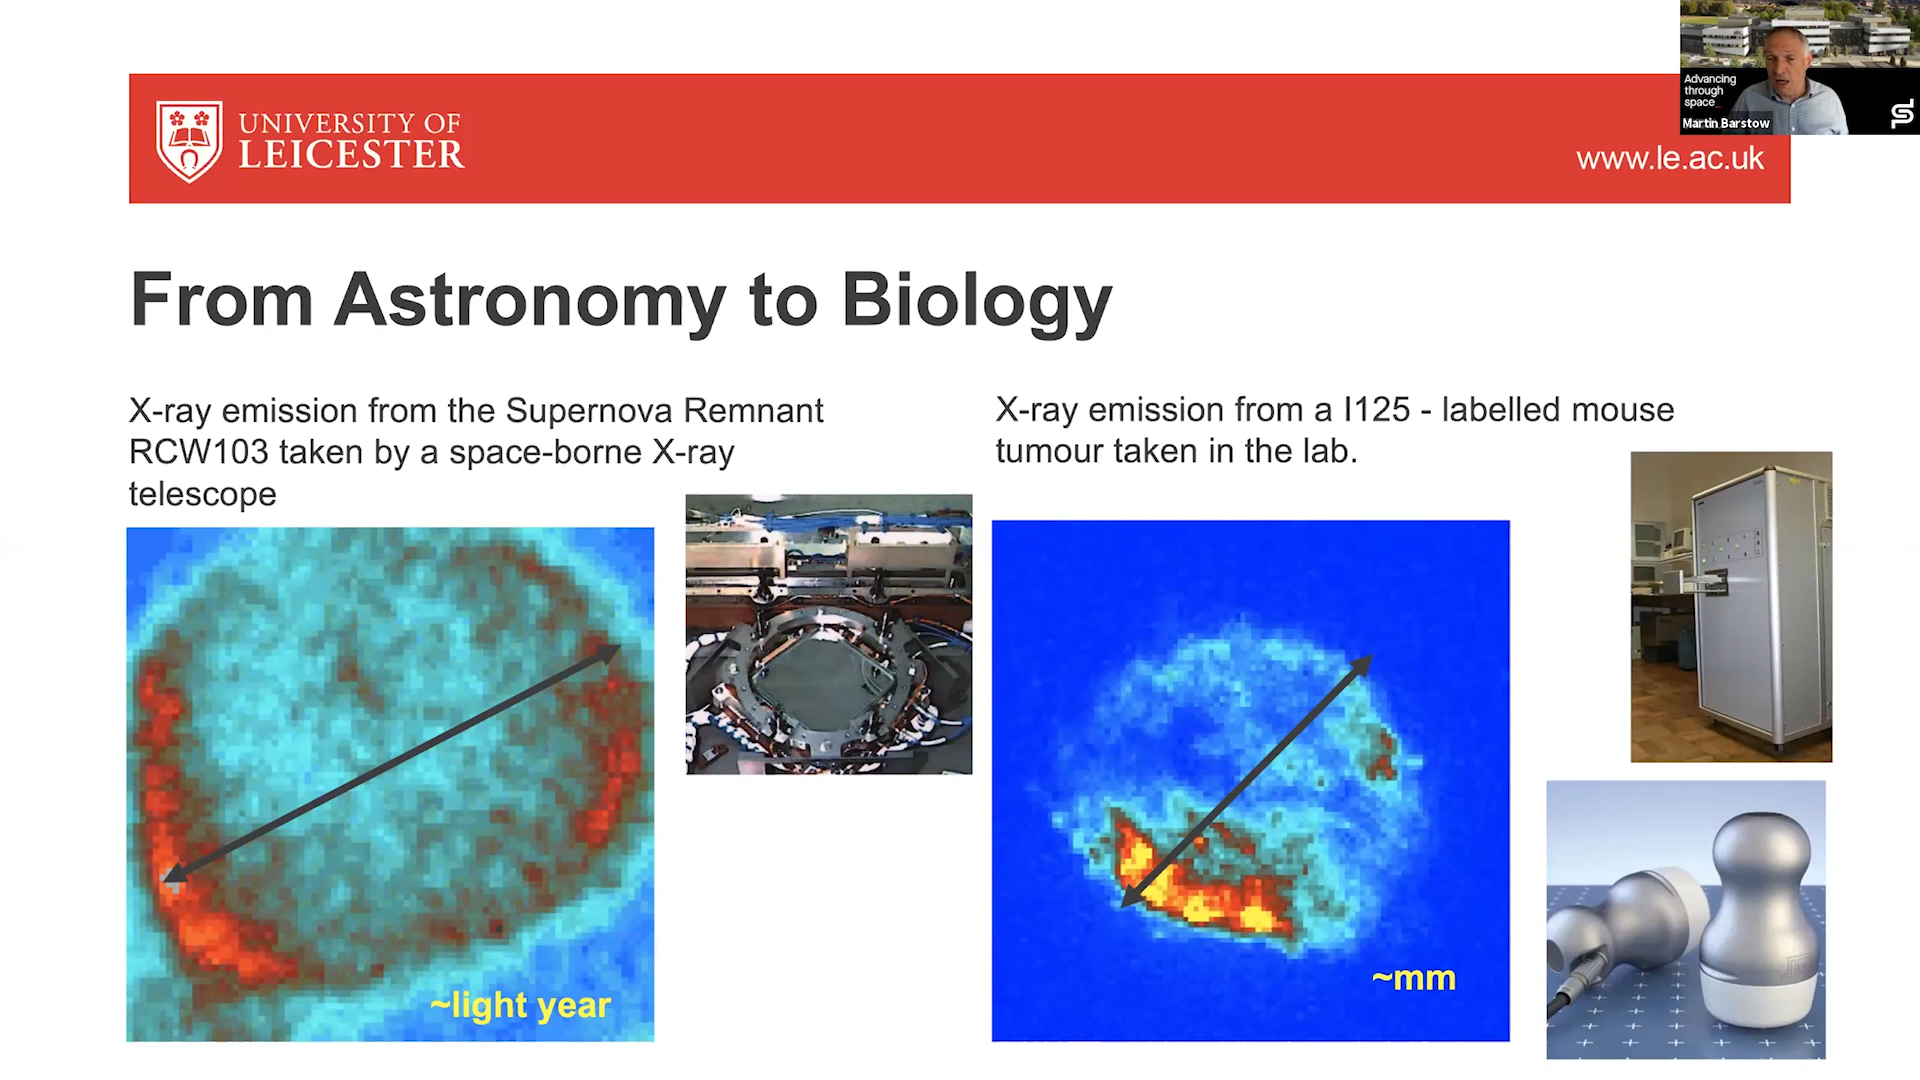 UNIVERSITY OF
LEICESTER
www.le.ac.uk
Advancing
through
space_
Martin Barstow
From Astronomy to Biology
X-ray emission from the Supernova Remnant
RCW103 taken by a space-borne X-ray
telescope
~light year
X-ray emission from a I125 - labelled mouse
tumour taken in the lab.
~mm